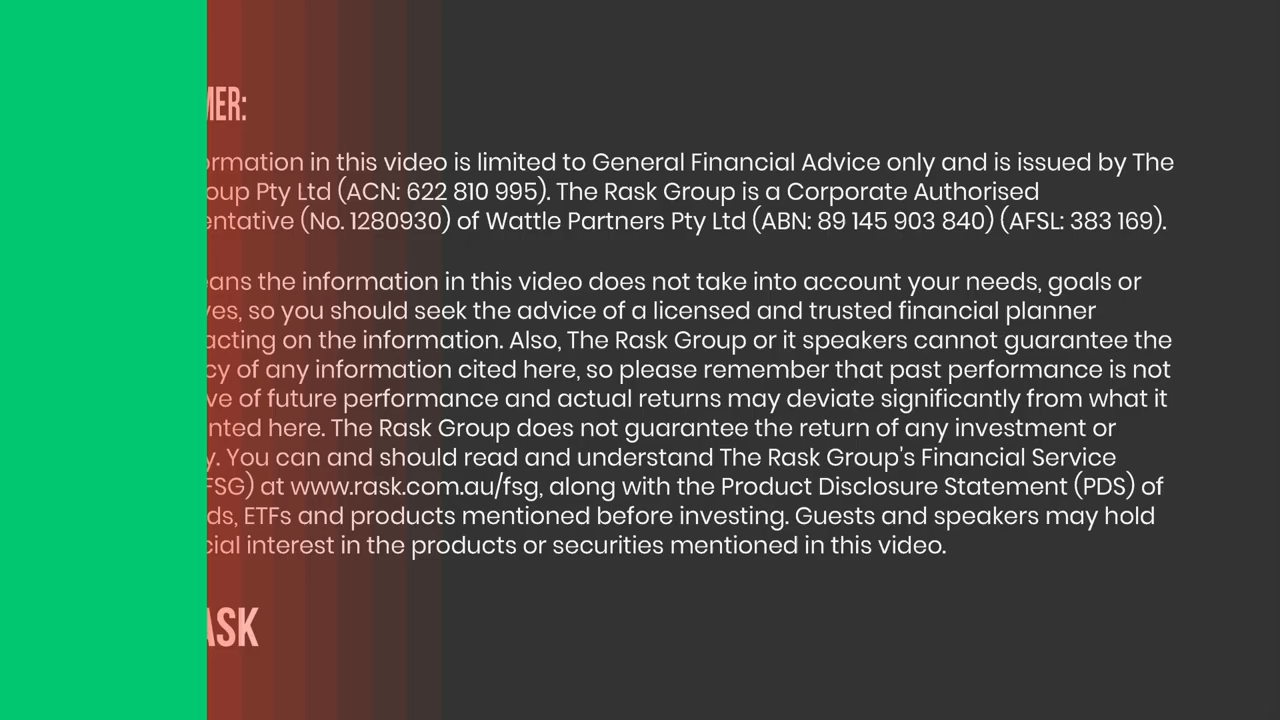 MER:
ormation in this video is limited to General Financial Advice only and is issued by The
oup Pty Ltd (ACN: 622 810 995). The Rask Group is a Corporate Authorised
entative (No. 1280930) of Wattle Partners Pty Ltd (ABN: 89 145 903 840) (AFSL: 383 169).
eans the information in this video does not take into account your needs, goals or
ves, so you should seek the advice of a licensed and trusted financial planner
acting on the information. Also, The Rask Group or it speakers cannot guarantee the
cy of any information cited here, so please remember that past performance is not
ve of future performance and actual returns may deviate significantly from what it
nted here. The Rask Group does not guarantee the return of any investment or
y. You can and should read and understand The Rask Group's Financial Service
FSG) at www.rask.com.au/fsg, along with the Product Disclosure Statement (PDS) of
ds, ETFs and products mentioned before investing. Guests and speakers may hold
cial interest in the products or securities mentioned in this video.
ASK